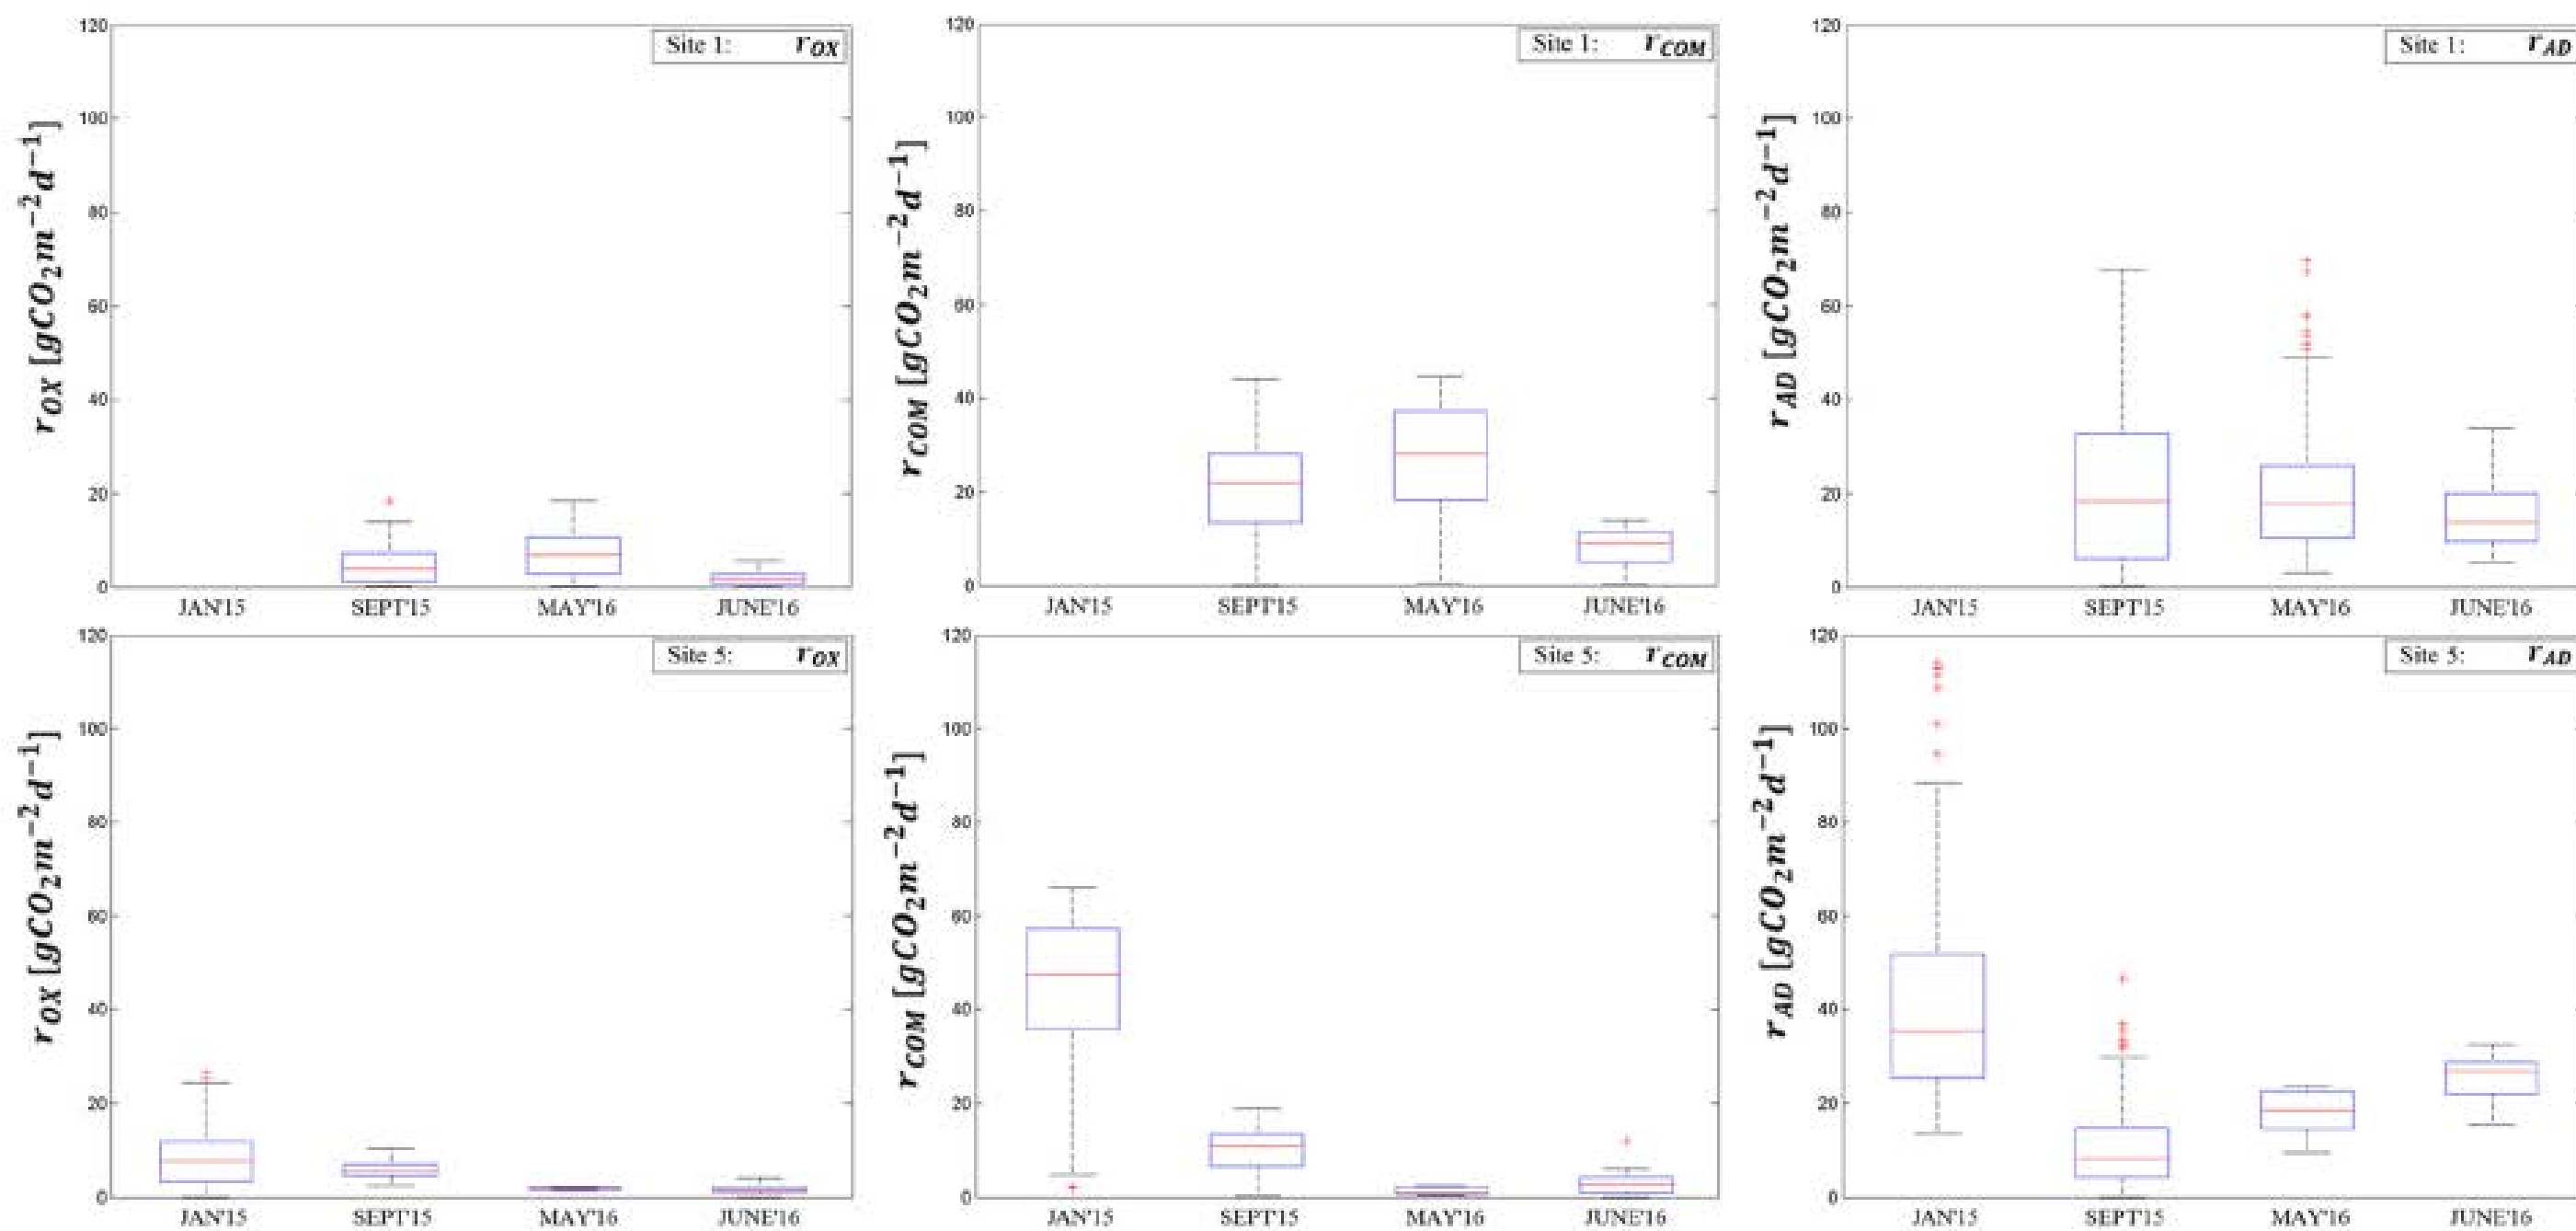 Site 1: r_OX
r_OX [gCO₂m⁻²d⁻¹]
120
100
80
60
40
20
0
JAN'15 SEPT'15 MAY'16 JUNE'16
Site 1: r_COM
r_COM [gCO₂m⁻²d⁻¹]
120
100
80
60
40
20
0
JAN'15 SEPT'15 MAY'16 JUNE'16
Site 1: r_AD
r_AD [gCO₂m⁻²d⁻¹]
120
100
80
60
40
20
0
JAN'15 SEPT'15 MAY'16 JUNE'16
Site 5: r_OX
r_OX [gCO₂m⁻²d⁻¹]
120
100
80
60
40
20
0
JAN'15 SEPT'15 MAY'16 JUNE'16
Site 5: r_COM
r_COM [gCO₂m⁻²d⁻¹]
120
100
80
60
40
20
0
JAN'15 SEPT'15 MAY'16 JUNE'16
Site 5: r_AD
r_AD [gCO₂m⁻²d⁻¹]
120
100
80
60
40
20
0
JAN'15 SEPT'15 MAY'16 JUNE'16